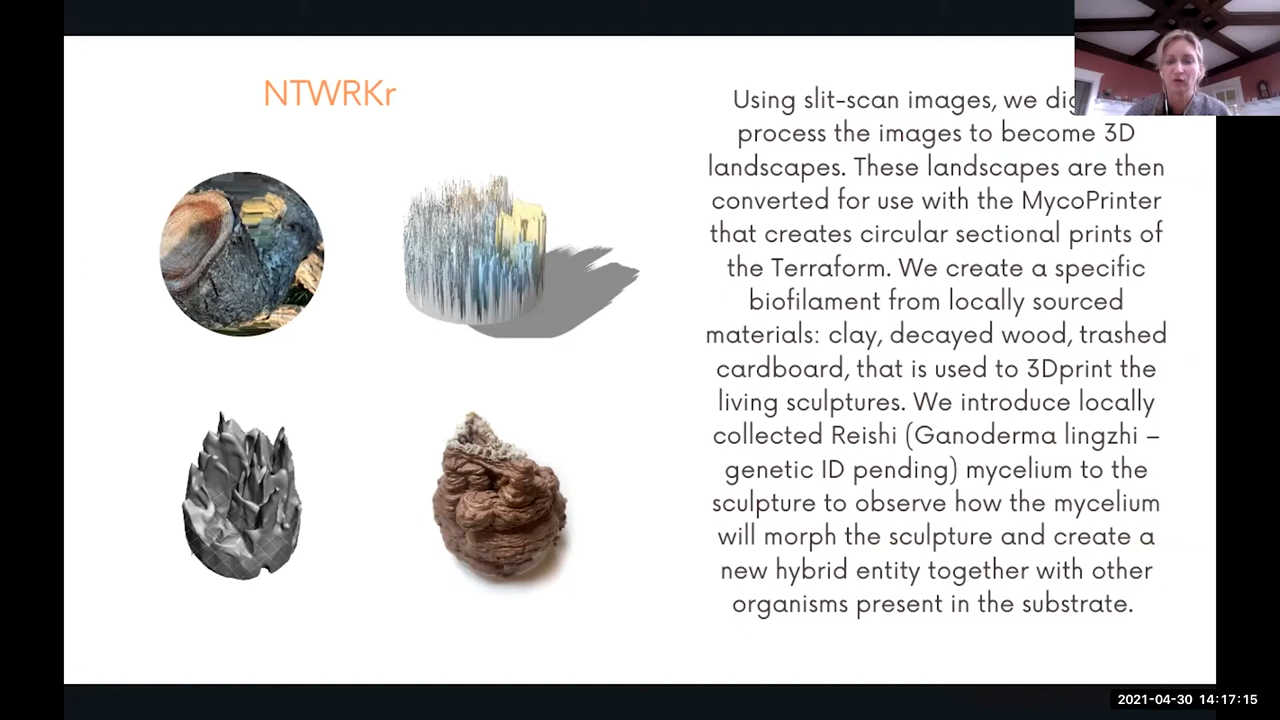 NTWRKr
Using slit-scan images, we
process the images to become 3D
landscapes. These landscapes are then
converted for use with the MycoPrinter
that creates circular sectional prints of
the Terraform. We create a specific
biofilament from locally sourced
materials: clay, decayed wood, trashed
cardboard, that is used to 3Dprint the
living sculptures. We introduce locally
collected Reishi (Ganoderma lingzhi –
genetic ID pending) mycelium to the
sculpture to observe how the mycelium
will morph the sculpture and create a
new hybrid entity together with other
organisms present in the substrate.
2021-04-30 14:17:15